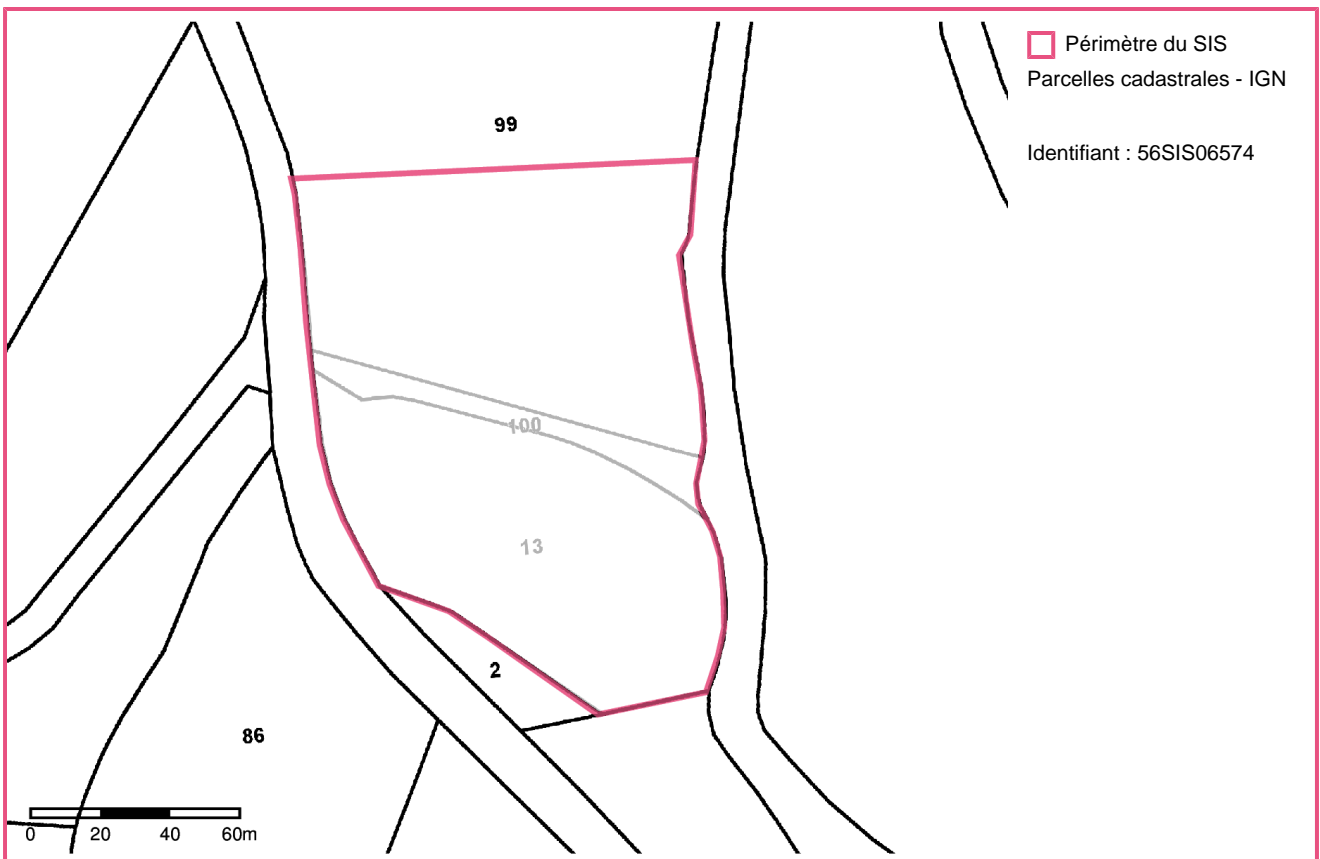 Périmètre du SIS
Parcelles cadastrales - IGN
Identifiant : 56SIS06574
99
100
13
2
86
0 20 40 60m